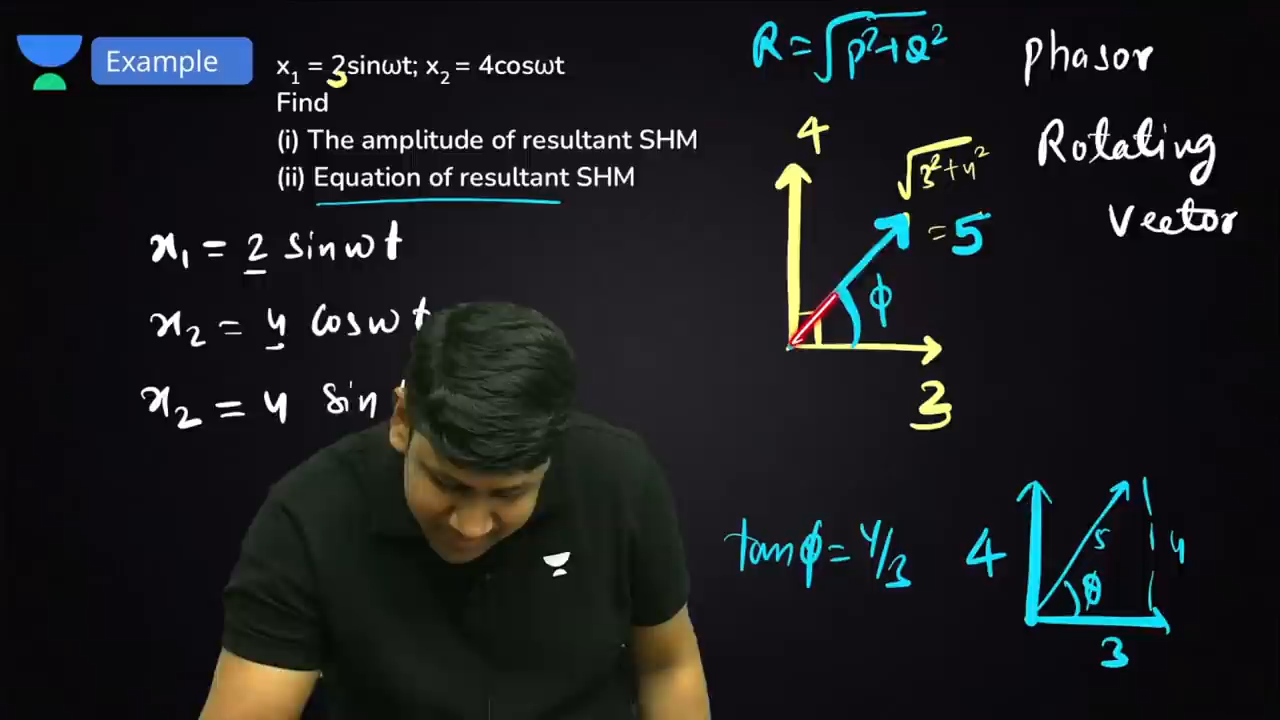 Example
x₁ = 3sinωt; x₂ = 4cosωt
Find
(i) The amplitude of resultant SHM
(ii) Equation of resultant SHM
x₁ = 2 sinωt
x₂ = 4 cosωt
x₂ = 4 sin
R = √P²+Q²
phasor
Rotating
Vector
4
√3²+4²
= 5
ϕ
3
tanϕ = 4/3
4
5
4
ϕ
3